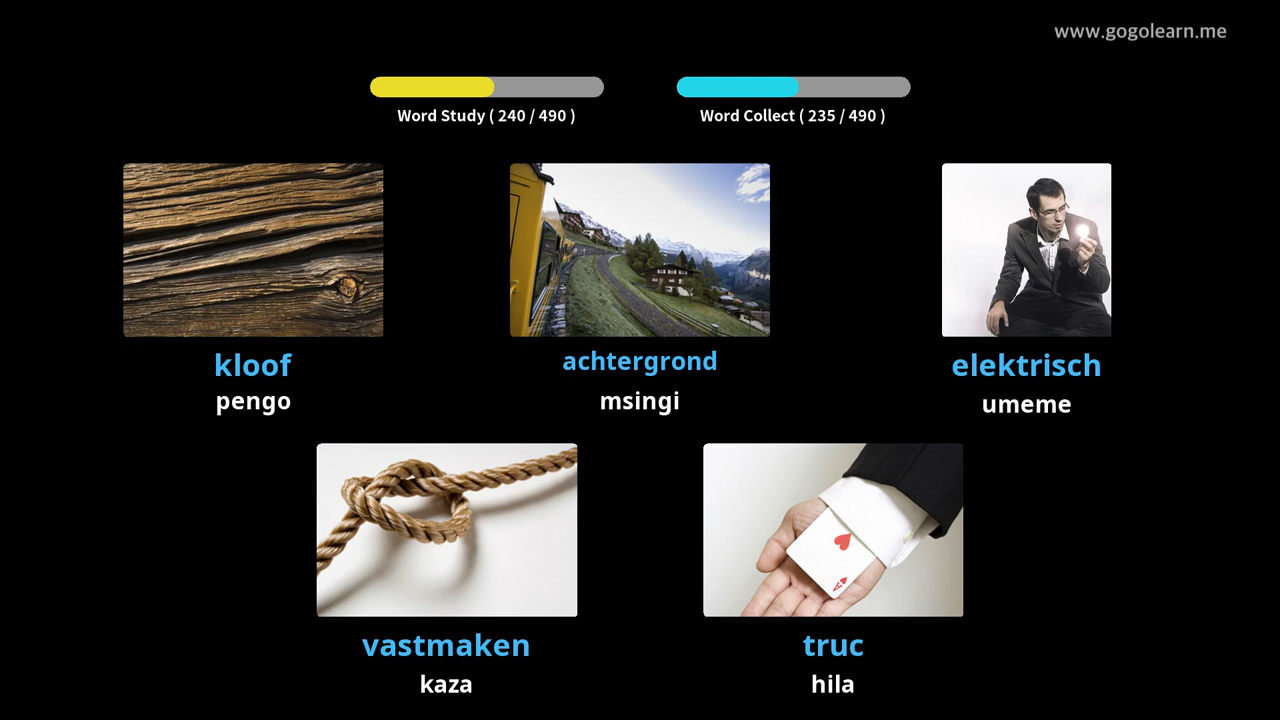 www.gogolearn.me
Word Study ( 240 / 490 )
Word Collect ( 235 / 490 )
kloof
pengo
achtergrond
msingi
elektrisch
umeme
vastmaken
kaza
truc
hila